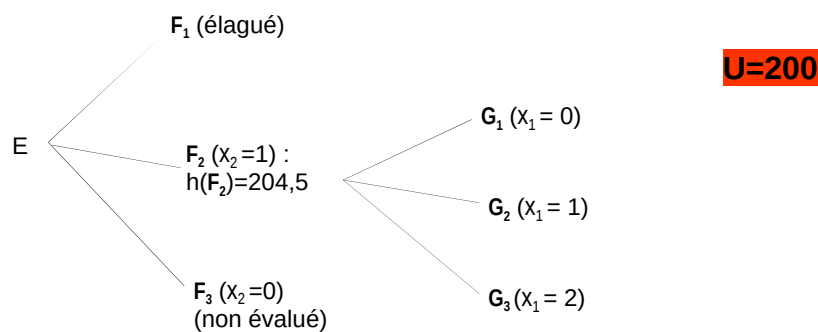 F₁ (élagué)
U=200
E
F₂ (x₂=1) :
h(F₂)=204,5
F₃ (x₂=0)
(non évalué)
G₁ (x₁= 0)
G₂ (x₁= 1)
G₃(x₁= 2)